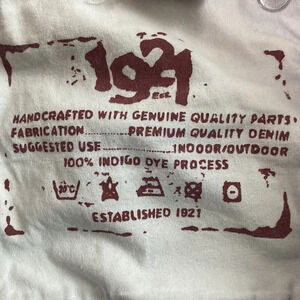 1921
Est.
HANDCRAFTED WITH GENUINE QUALITY PARTS
FABRICATION..........PREMIUM QUALITY DENIM
SUGGESTED USE....................INDOOR/OUTDOOR
100% INDIGO DYE PROCESS
30°C
ESTABLISHED 1921